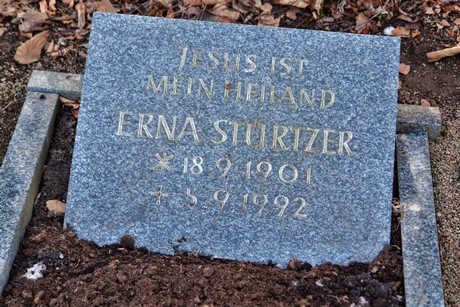 JESUS IST
MEIN HEILAND
ERNA STÜRTZER
* 18.9.1901
+ 5.9.1992